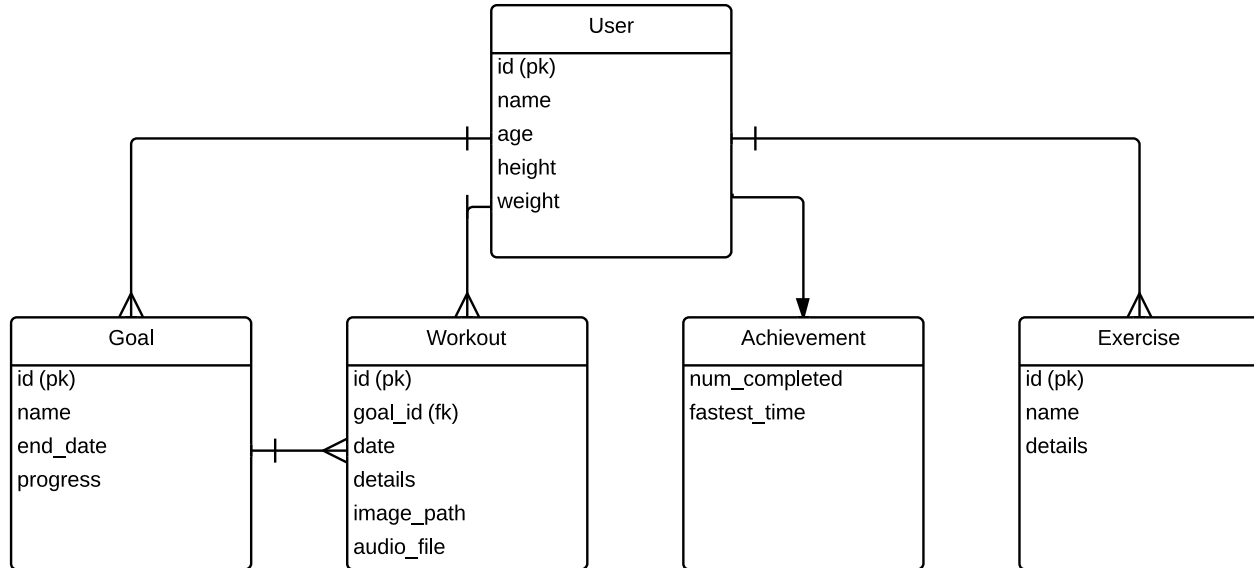 User
id (pk)
name
age
height
weight
Goal
id (pk)
name
end_date
progress
Workout
id (pk)
goal_id (fk)
date
details
image_path
audio_file
Achievement
num_completed
fastest_time
Exercise
id (pk)
name
details